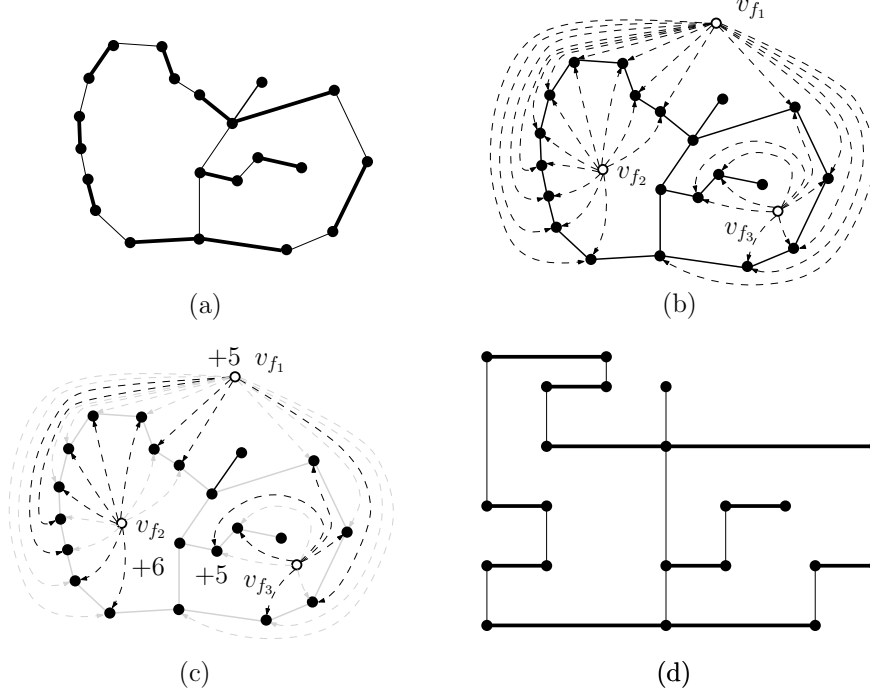 v_{f_1}
v_{f_2}
v_{f_3}
(a)
(b)
+5 v_{f_1}
v_{f_2}
+6
+5 v_{f_3}
(c)
(d)